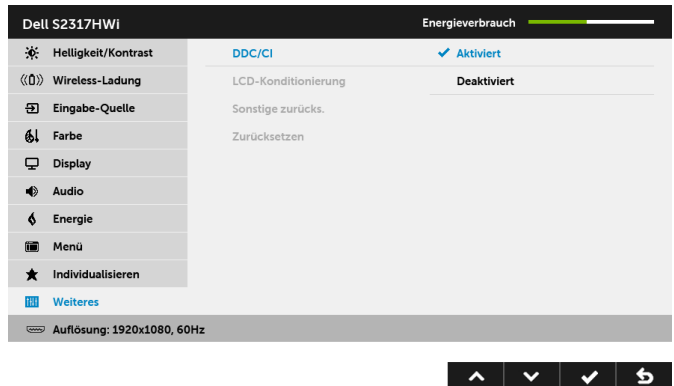 Dell S2317HWi
Energieverbrauch
Helligkeit/Kontrast
DDC/CI
Aktiviert
Wireless-Ladung
LCD-Konditionierung
Deaktiviert
Eingabe-Quelle
Sonstige zurücks.
Farbe
Zurücksetzen
Display
Audio
Energie
Menü
Individualisieren
Weiteres
Auflösung: 1920x1080, 60Hz